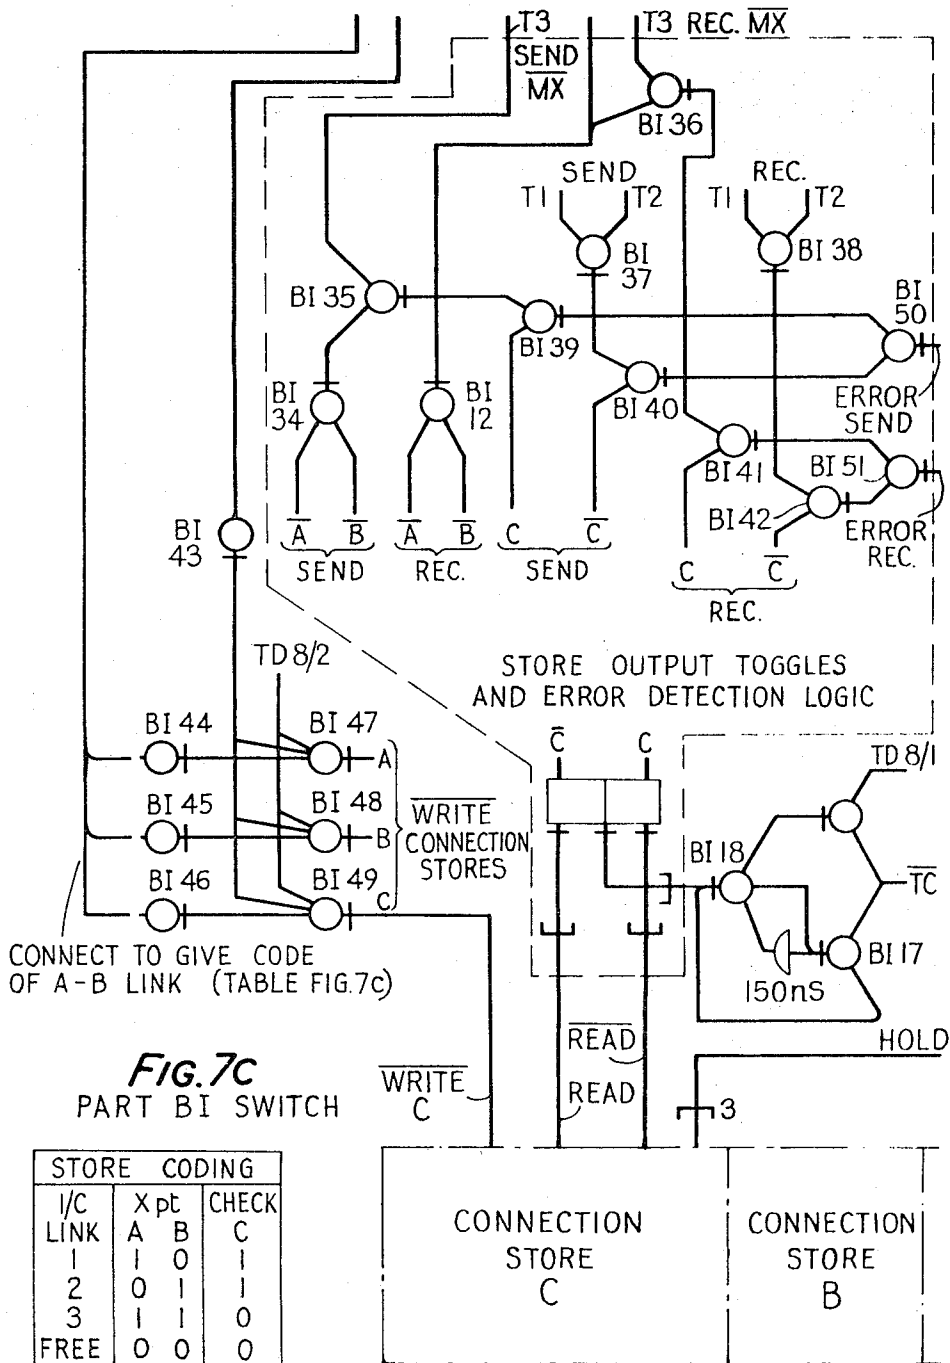 T3
SEND
M̅X̅
T3 REC. M̅X̅
BI 36
SEND
T1 T2
REC.
T1 T2
BI 35
BI
37
BI 38
BI
50
BI 39
BI
34
BI
12
BI 40
ERROR
SEND
BI 41
BI 51
BI 42
ERROR
REC.
BI
43
A̅ B̅
SEND
A̅ B̅
REC.
C C̅
SEND
C C̅
REC.
TD 8/2
STORE OUTPUT TOGGLES
AND ERROR DETECTION LOGIC
BI 44
BI 47
A
BI 45
BI 48
B
BI 46
BI 49
C
W̅R̅I̅T̅E̅
CONNECTION
STORES
C̅ C
TD 8/1
BI 18
T̅C̅
BI 17
150nS
CONNECT TO GIVE CODE
OF A-B LINK (TABLE FIG.7c)
HOLD
FIG. 7C
PART BI SWITCH
W̅R̅I̅T̅E̅
C
R̅E̅A̅D̅
READ
3
STORE CODING
I/C X pt CHECK
LINK A B C
1 1 0 1
2 0 1 1
3 1 1 0
FREE 0 0 0
CONNECTION
STORE
C
CONNECTION
STORE
B